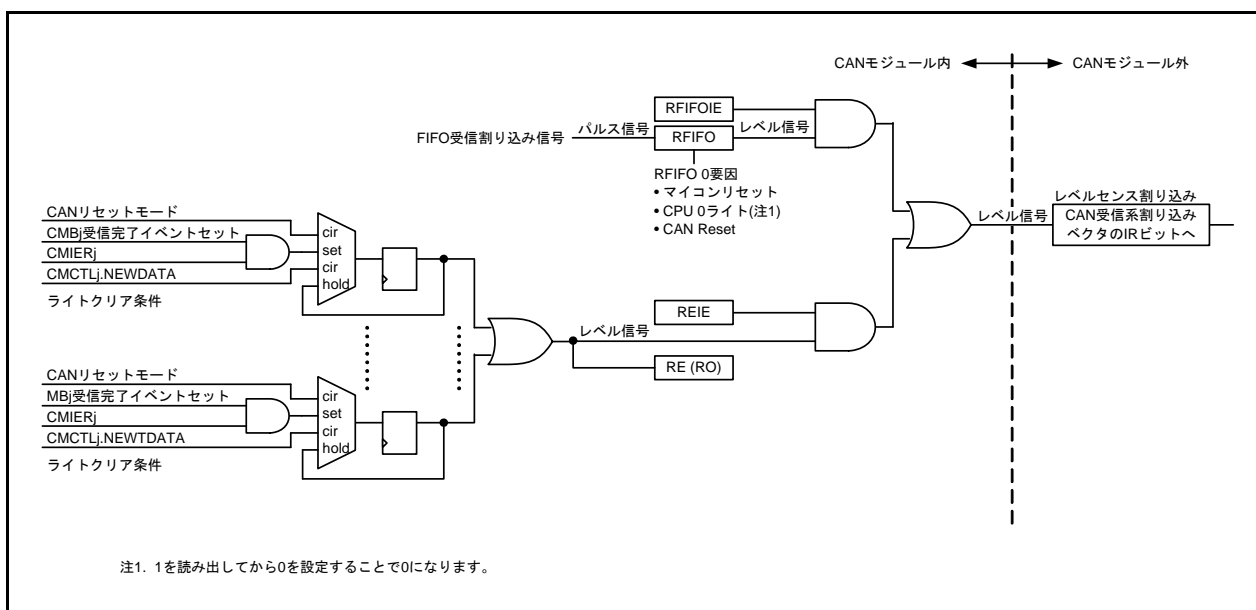 CANモジュール内
CANモジュール外
RFIFOIE
FIFO受信割り込み信号
パルス信号
RFIFO
レベル信号
RFIFO 0要因
• マイコンリセット
• CPU 0ライト(注1)
• CAN Reset
レベル信号
レベルセンス割り込み
CAN受信系割り込み
ベクタのIRビットへ
CANリセットモード
CMBj受信完了イベントセット
CMIERj
CMCTLj.NEWDATA
ライトクリア条件
cir
set
cir
hold
REIE
レベル信号
RE (RO)
CANリセットモード
MBj受信完了イベントセット
CMIERj
CMCTLj.NEWTDATA
ライトクリア条件
cir
set
cir
hold
注1. 1を読み出してから0を設定することで0になります。